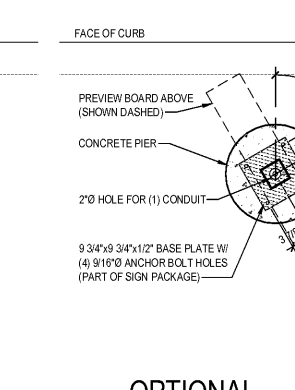 FACE OF CURB
PREVIEW BOARD ABOVE
(SHOWN DASHED)
CONCRETE PIER
2"Ø HOLE FOR (1) CONDUIT
9 3/4"x9 3/4"x1/2" BASE PLATE W/
(4) 9/16"Ø ANCHOR BOLT HOLES
(PART OF SIGN PACKAGE)
OPTIONAL